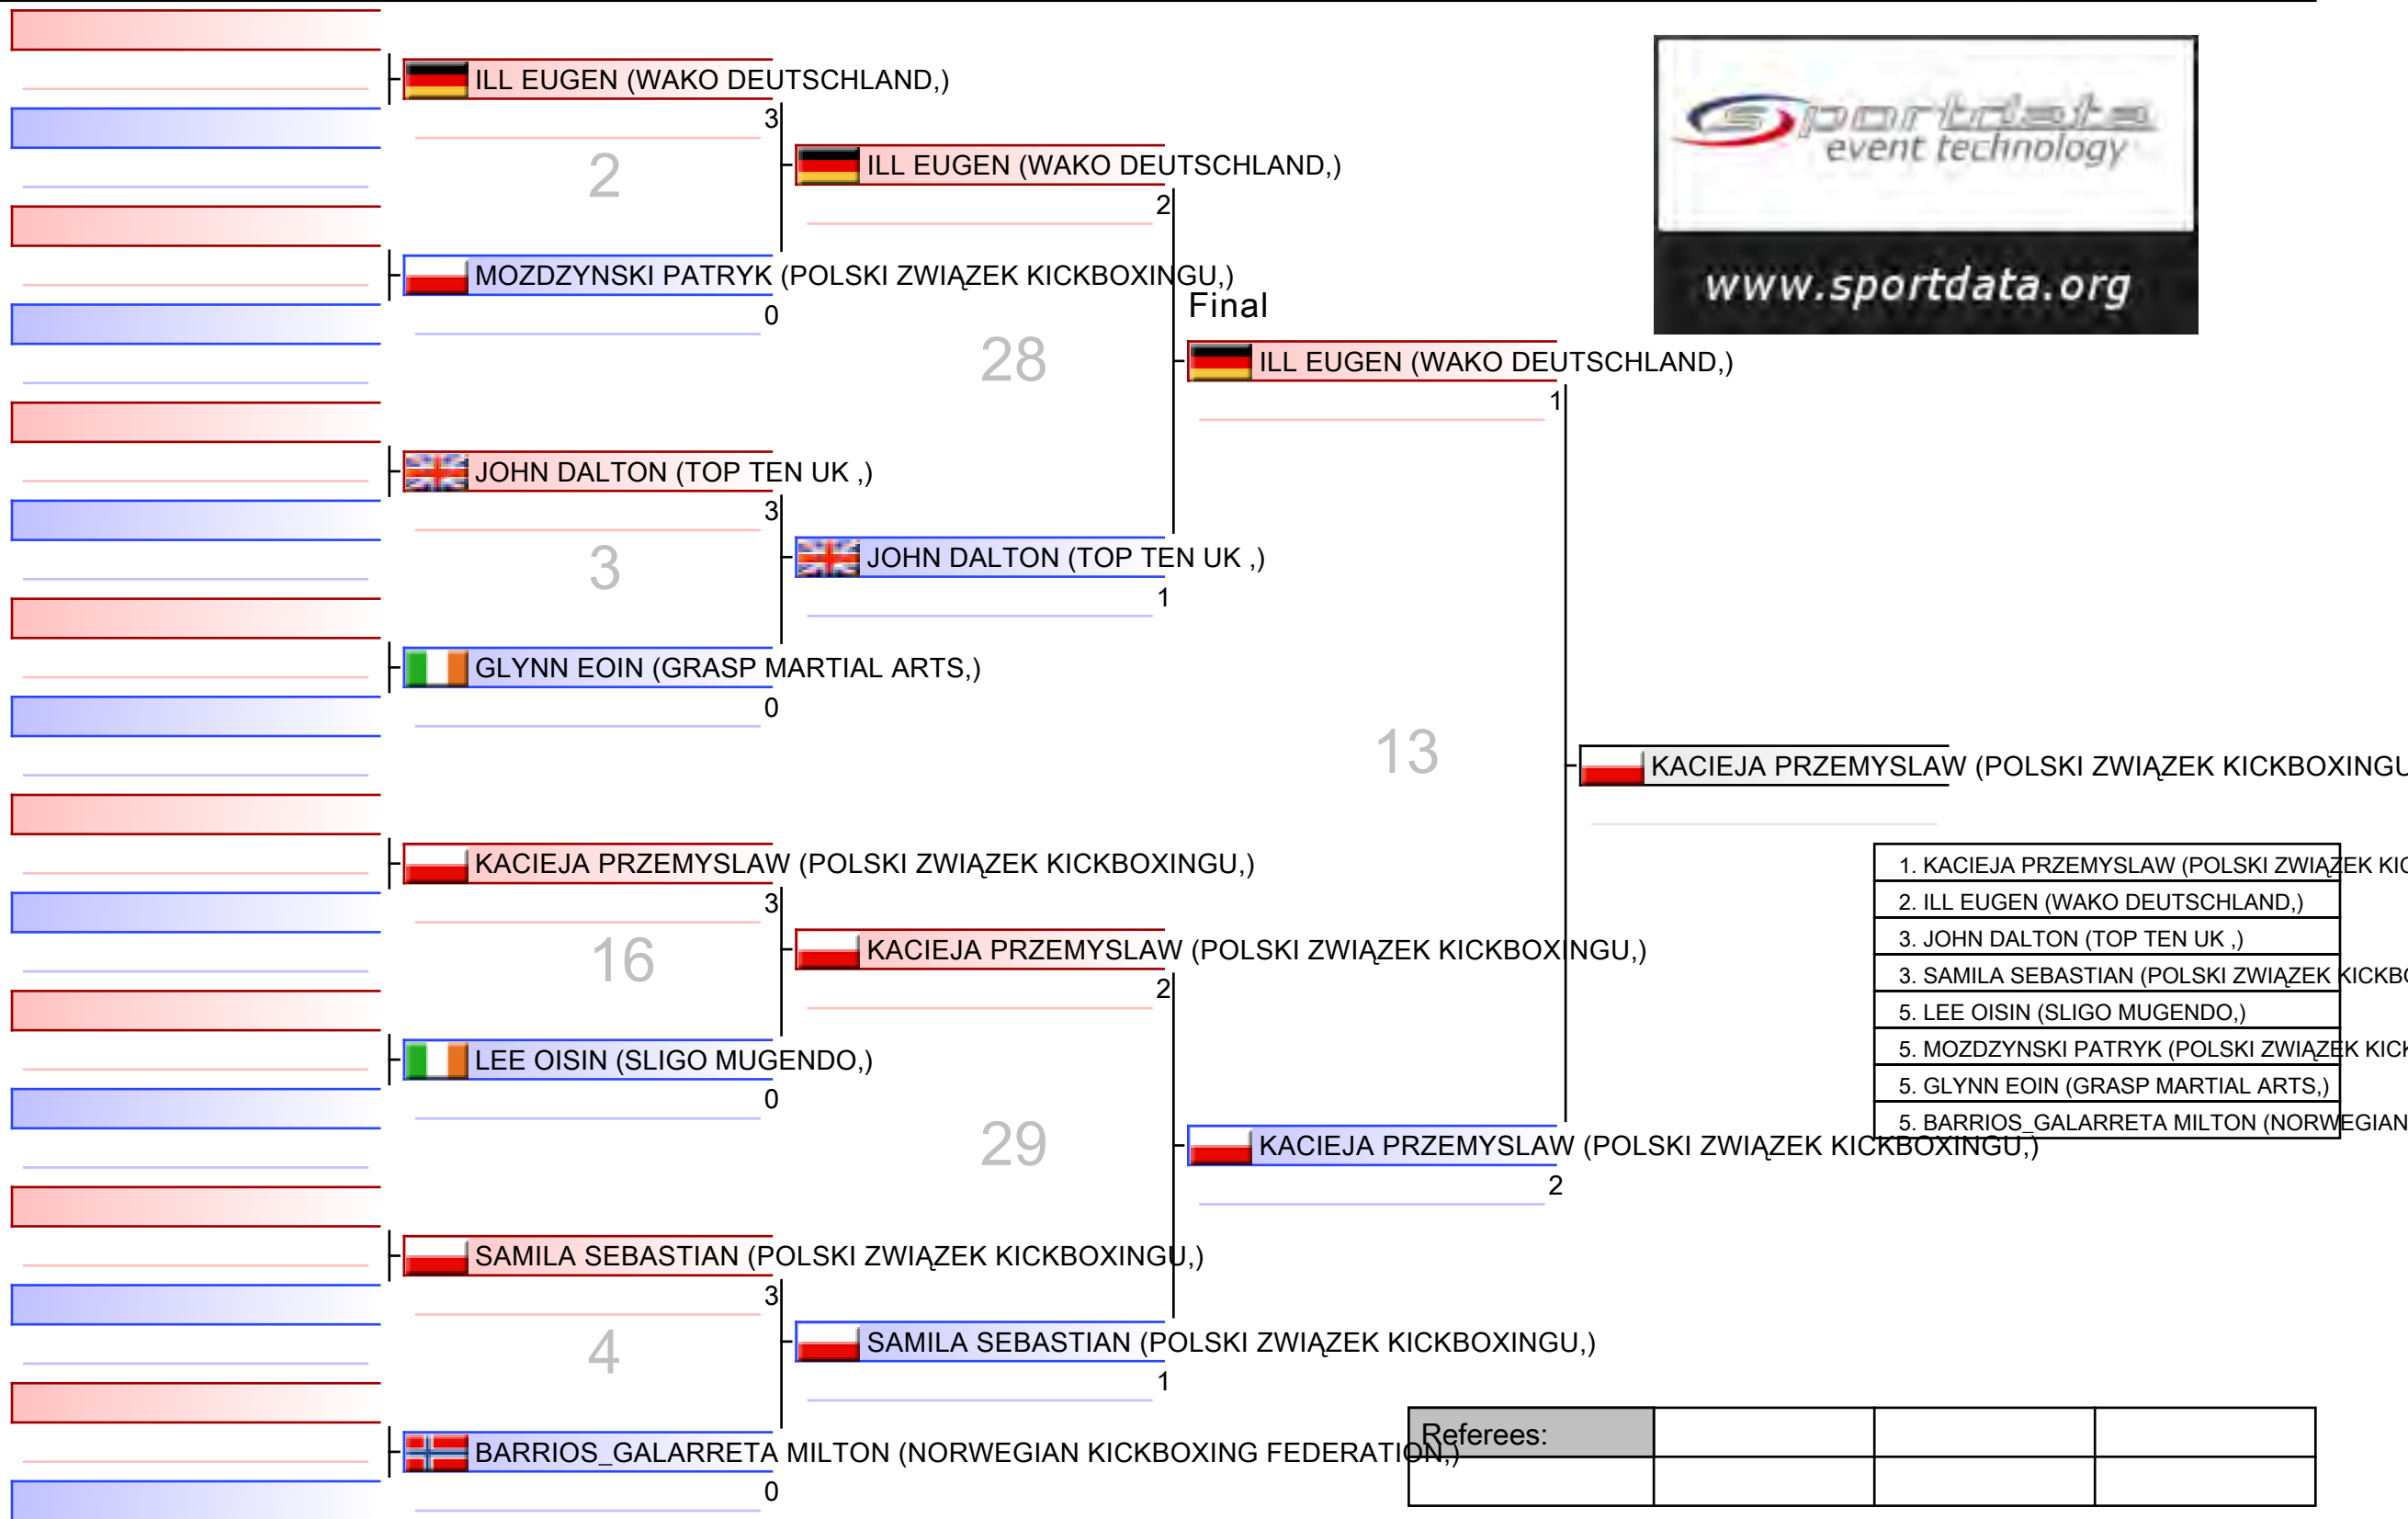 ILL EUGEN (WAKO DEUTSCHLAND,)
3
2
MOZDZYNSKI PATRYK (POLSKI ZWIĄZEK KICKBOXINGU,)
0
JOHN DALTON (TOP TEN UK ,)
3
3
GLYNN EOIN (GRASP MARTIAL ARTS,)
0
KACIEJA PRZEMYSLAW (POLSKI ZWIĄZEK KICKBOXINGU,)
3
16
LEE OISIN (SLIGO MUGENDO,)
0
SAMILA SEBASTIAN (POLSKI ZWIĄZEK KICKBOXINGU,)
3
4
BARRIOS_GALARRETA MILTON (NORWEGIAN KICKBOXING FEDERATION,)
0
ILL EUGEN (WAKO DEUTSCHLAND,)
2
28
JOHN DALTON (TOP TEN UK ,)
1
KACIEJA PRZEMYSLAW (POLSKI ZWIĄZEK KICKBOXINGU,)
2
29
SAMILA SEBASTIAN (POLSKI ZWIĄZEK KICKBOXINGU,)
1
Final
ILL EUGEN (WAKO DEUTSCHLAND,)
1
13
KACIEJA PRZEMYSLAW (POLSKI ZWIĄZEK KICKBOXINGU,)
2
sportdata
event technology
www.sportdata.org
KACIEJA PRZEMYSLAW (POLSKI ZWIĄZEK KICKBOXINGU
1. KACIEJA PRZEMYSLAW (POLSKI ZWIĄZEK KIC
2. ILL EUGEN (WAKO DEUTSCHLAND,)
3. JOHN DALTON (TOP TEN UK ,)
3. SAMILA SEBASTIAN (POLSKI ZWIĄZEK KICKBO
5. LEE OISIN (SLIGO MUGENDO,)
5. MOZDZYNSKI PATRYK (POLSKI ZWIĄZEK KICK
5. GLYNN EOIN (GRASP MARTIAL ARTS,)
5. BARRIOS_GALARRETA MILTON (NORWEGIAN
Referees: